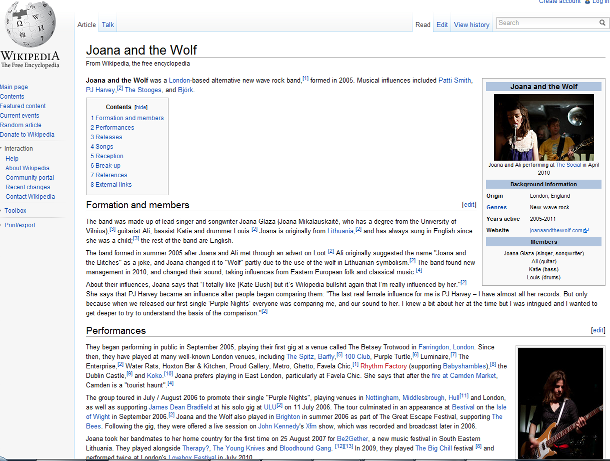 Create account
Log in
WIKIPEDIA
The Free Encyclopedia
Article Talk
Read Edit View history
Search
Main page
Contents
Featured content
Current events
Random article
Donate to Wikipedia
Interaction
Help
About Wikipedia
Community portal
Recent changes
Contact Wikipedia
Toolbox
Print/export
Joana and the Wolf
From Wikipedia, the free encyclopedia
Joana and the Wolf was a London-based alternative new wave rock band,[1] formed in 2005. Musical influences included Patti Smith,
PJ Harvey,[2] The Stooges, and Björk.
Contents [hide]
1 Formation and members
2 Performances
3 Releases
4 Songs
5 Reception
6 Break-up
7 References
8 External links
Joana and the Wolf
Joana and Ali performing at The Social in April
2010
Background information
Origin London, England
Genres New wave rock
Years active 2005-2011
Website joanaandthewolf.com
Members
Joana Glaza (singer, songwriter)
Ali (guitar)
Katie (bass)
Louis (drums)
Formation and members [edit]
The band was made up of lead singer and songwriter Joana Glaza (Joana Mikalauskaitė, who has a degree from the University of
Vilnius),[3] guitarist Ali, bassist Katie and drummer Louis.[2] Joana is originally from Lithuania,[2] and has always sung in English since
she was a child;[3] the rest of the band are English.
The band formed in summer 2005 after Joana and Ali met through an advert on Loot.[2] Ali originally suggested the name "Joana and
the Bitches" as a joke, and Joana changed it to "Wolf" partly due to the use of the wolf in Lithuanian symbolism.[2] The band found new
management in 2010, and changed their sound, taking influences from Eastern European folk and classical music.[4]
About their influences, Joana says that "I totally like [Kate Bush] but it's Wikipedia bullshit again that I'm really influenced by her."[2]
She says that PJ Harvey became an influence after people began comparing them: "The last real female influence for me is PJ Harvey – I have almost all her records. But only
because when we released our first single 'Purple Nights' everyone was comparing me, and our sound to her. I knew a bit about her at the time but I was intrigued and I wanted to
get deeper to try to understand the basis of the comparison."[2]
Performances [edit]
They began performing in public in September 2005, playing their first gig at a venue called The Betsey Trotwood in Farringdon, London. Since
then, they have played at many well-known London venues, including The Spitz, Barfly,[5] 100 Club, Purple Turtle,[6] Luminaire,[7] The
Enterprise,[2] Water Rats, Hoxton Bar & Kitchen, Proud Gallery, Metro, Ghetto, Favela Chic,[1] Rhythm Factory (supporting Babyshambles),[8] the
Dublin Castle,[9] and Koko.[10] Joana prefers playing in East London, particularly at Favela Chic. She says that after the fire at Camden Market,
Camden is a "tourist haunt".[4]
The group toured in July / August 2006 to promote their single "Purple Nights", playing venues in Nottingham, Middlesbrough, Hull[11] and London,
as well as supporting James Dean Bradfield at his solo gig at ULU[2] on 11 July 2006. The tour culminated in an appearance at Bestival on the Isle
of Wight in September 2006.[2] Joana and the Wolf also played in Brighton in summer 2006 as part of The Great Escape Festival, supporting The
Bees. Following the gig, they were offered a live session on John Kennedy's Xfm show, which was recorded and broadcast later in 2006.
Joana took her bandmates to her home country for the first time on 25 August 2007 for Be2Gether, a new music festival in South Eastern
Lithuania. They played alongside Therapy?, The Young Knives and Bloodhound Gang.[12][13] In 2009, they played The Big Chill festival[8] and
performed twice at London's Lovebox Festival in July 2010.